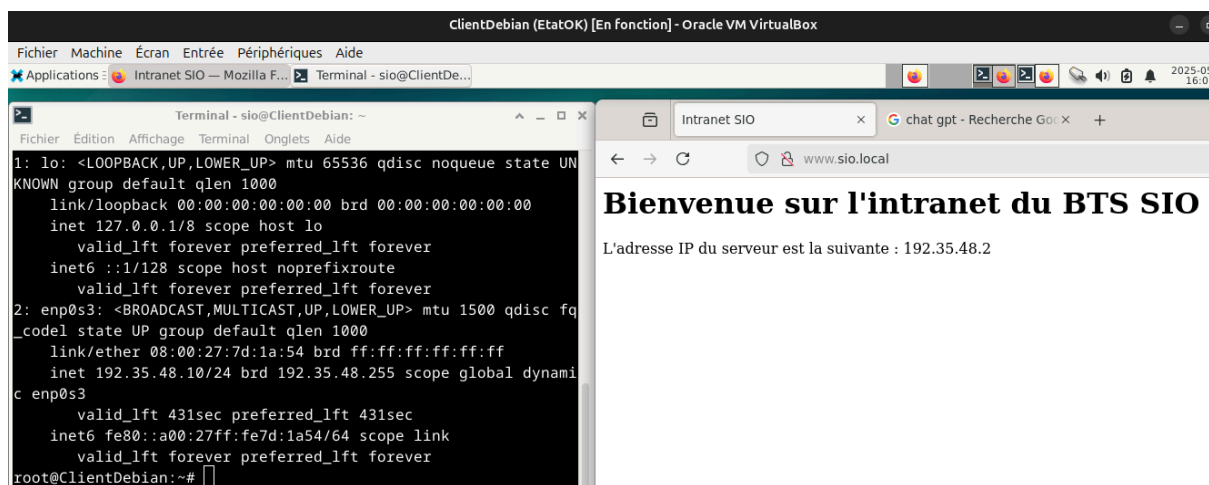 ClientDebian (EtatOK) [En fonction] - Oracle VM VirtualBox
Fichier Machine Écran Entrée Périphériques Aide
Applications Intranet SIO — Mozilla F... Terminal - sio@ClientDe...
2025-05
16:0
Terminal - sio@ClientDebian: ~
Fichier Édition Affichage Terminal Onglets Aide
1: lo: <LOOPBACK,UP,LOWER_UP> mtu 65536 qdisc noqueue state UN
KNOWN group default qlen 1000
link/loopback 00:00:00:00:00:00 brd 00:00:00:00:00:00
inet 127.0.0.1/8 scope host lo
valid_lft forever preferred_lft forever
inet6 ::1/128 scope host noprefixroute
valid_lft forever preferred_lft forever
2: enp0s3: <BROADCAST,MULTICAST,UP,LOWER_UP> mtu 1500 qdisc fq
_codel state UP group default qlen 1000
link/ether 08:00:27:7d:1a:54 brd ff:ff:ff:ff:ff:ff
inet 192.35.48.10/24 brd 192.35.48.255 scope global dynami
c enp0s3
valid_lft 431sec preferred_lft 431sec
inet6 fe80::a00:27ff:fe7d:1a54/64 scope link
valid_lft forever preferred_lft forever
root@ClientDebian:~#
Intranet SIO
chat gpt - Recherche Goo
www.sio.local
Bienvenue sur l'intranet du BTS SIO
L'adresse IP du serveur est la suivante : 192.35.48.2